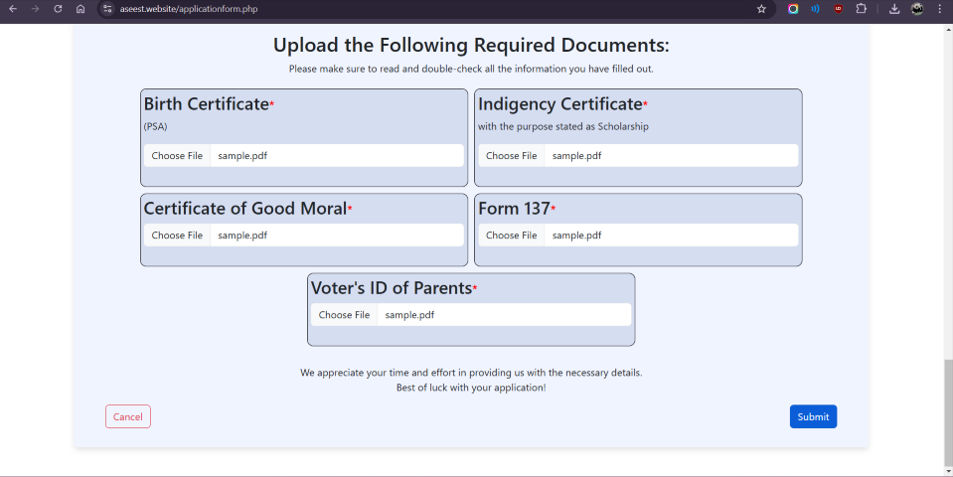 aseest.website/applicationform.php
Upload the Following Required Documents:
Please make sure to read and double-check all the information you have filled out.
Birth Certificate*
(PSA)
Choose File sample.pdf
Indigency Certificate*
with the purpose stated as Scholarship
Choose File sample.pdf
Certificate of Good Moral*
Choose File sample.pdf
Form 137*
Choose File sample.pdf
Voter's ID of Parents*
Choose File sample.pdf
We appreciate your time and effort in providing us with the necessary details.
Best of luck with your application!
Cancel
Submit